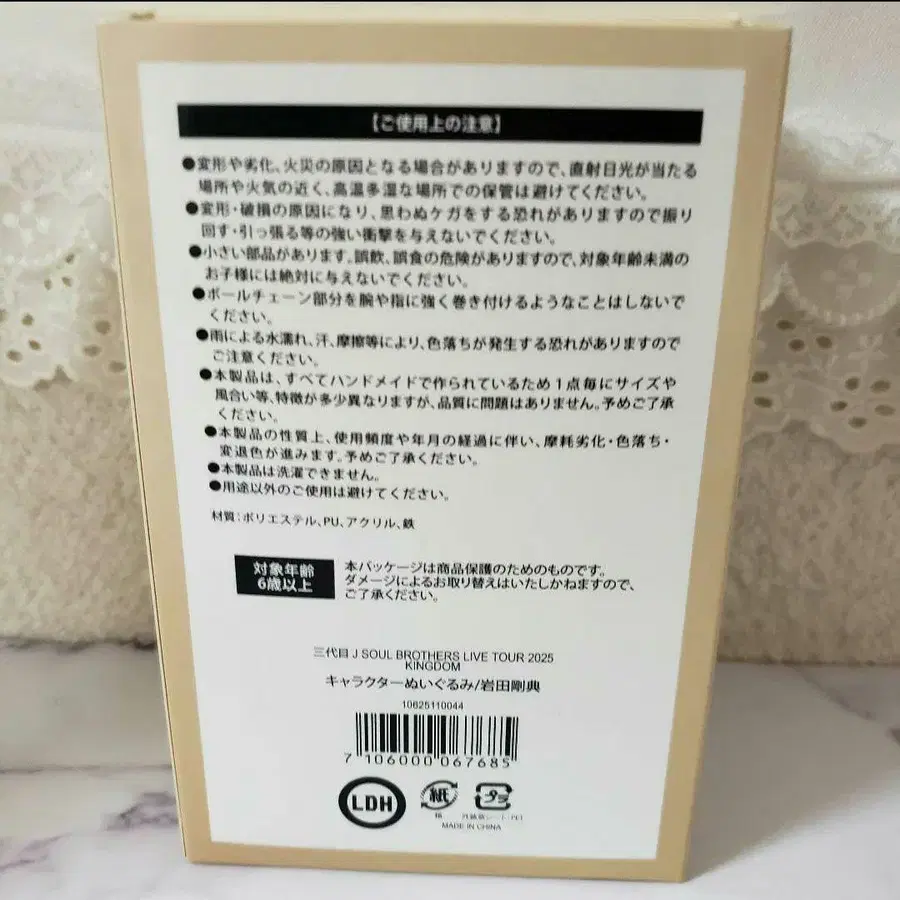 【ご使用上の注意】
●変形や劣化、火災の原因となる場合がありますので、直射日光が当たる
場所や火気の近く、高温多湿な場所での保管は避けてください。
●変形・破損の原因になり、思わぬケガをする恐れがありますので振り
回す・引っ張る等の強い衝撃を与えないでください。
●小さい部品があります。誤飲、誤食の危険がありますので、対象年齢未満の
お子様には絶対に与えないでください。
●ボールチェーン部分を腕や指に強く巻き付けるようなことはしないで
ください。
●雨による水濡れ、汗、摩擦等により、色落ちが発生する恐れがありますので
ご注意ください。
●本製品は、すべてハンドメイドで作られているため1点毎にサイズや
風合い等、特徴が多少異なりますが、品質に問題はありません。予めご了承
ください。
●本製品の性質上、使用頻度や年月の経過に伴い、摩耗劣化・色落ち・
変退色が進みます。予めご了承ください。
●本製品は洗濯できません。
●用途以外のご使用は避けてください。
材質:ポリエステル、PU、アクリル、鉄
対象年齢
6歳以上
本パッケージは商品保護のためのものです。
ダメージによるお取り替えはいたしかねますので、
ご了承ください。
三代目 J SOUL BROTHERS LIVE TOUR 2025
KINGDOM
キャラクターぬいぐるみ/岩田剛典
10625110044
7 106000 067685
LDH
紙
プラ
箱
PET
MADE IN CHINA